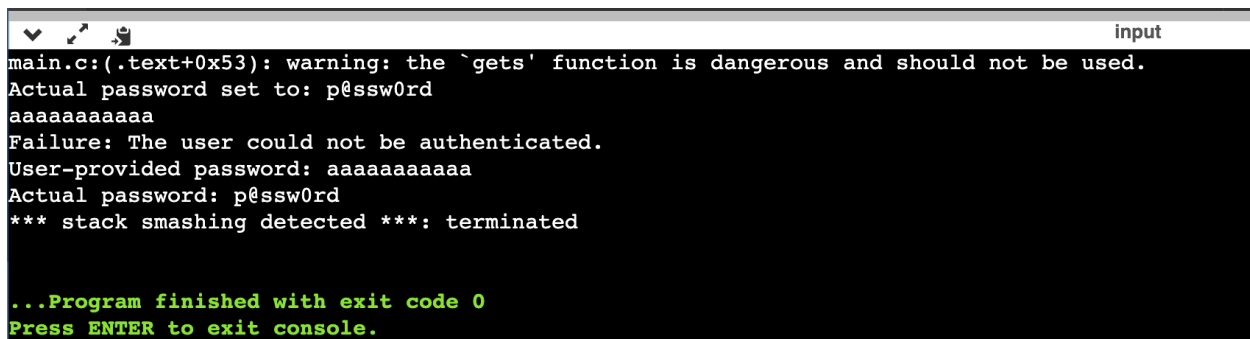 input
main.c:(.text+0x53): warning: the `gets' function is dangerous and should not be used.
Actual password set to: p@ssw0rd
aaaaaaaaaaa
Failure: The user could not be authenticated.
User-provided password: aaaaaaaaaaa
Actual password: p@ssw0rd
*** stack smashing detected ***: terminated
...Program finished with exit code 0
Press ENTER to exit console.